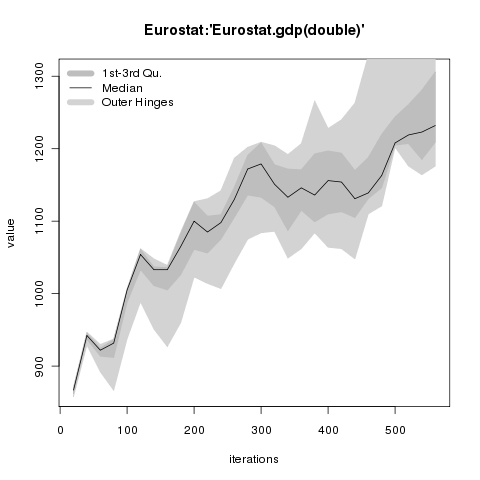 Eurostat:'Eurostat.gdp(double)'
1st-3rd Qu.
Median
Outer Hinges
value
1300
1200
1100
1000
900
0 100 200 300 400 500
iterations